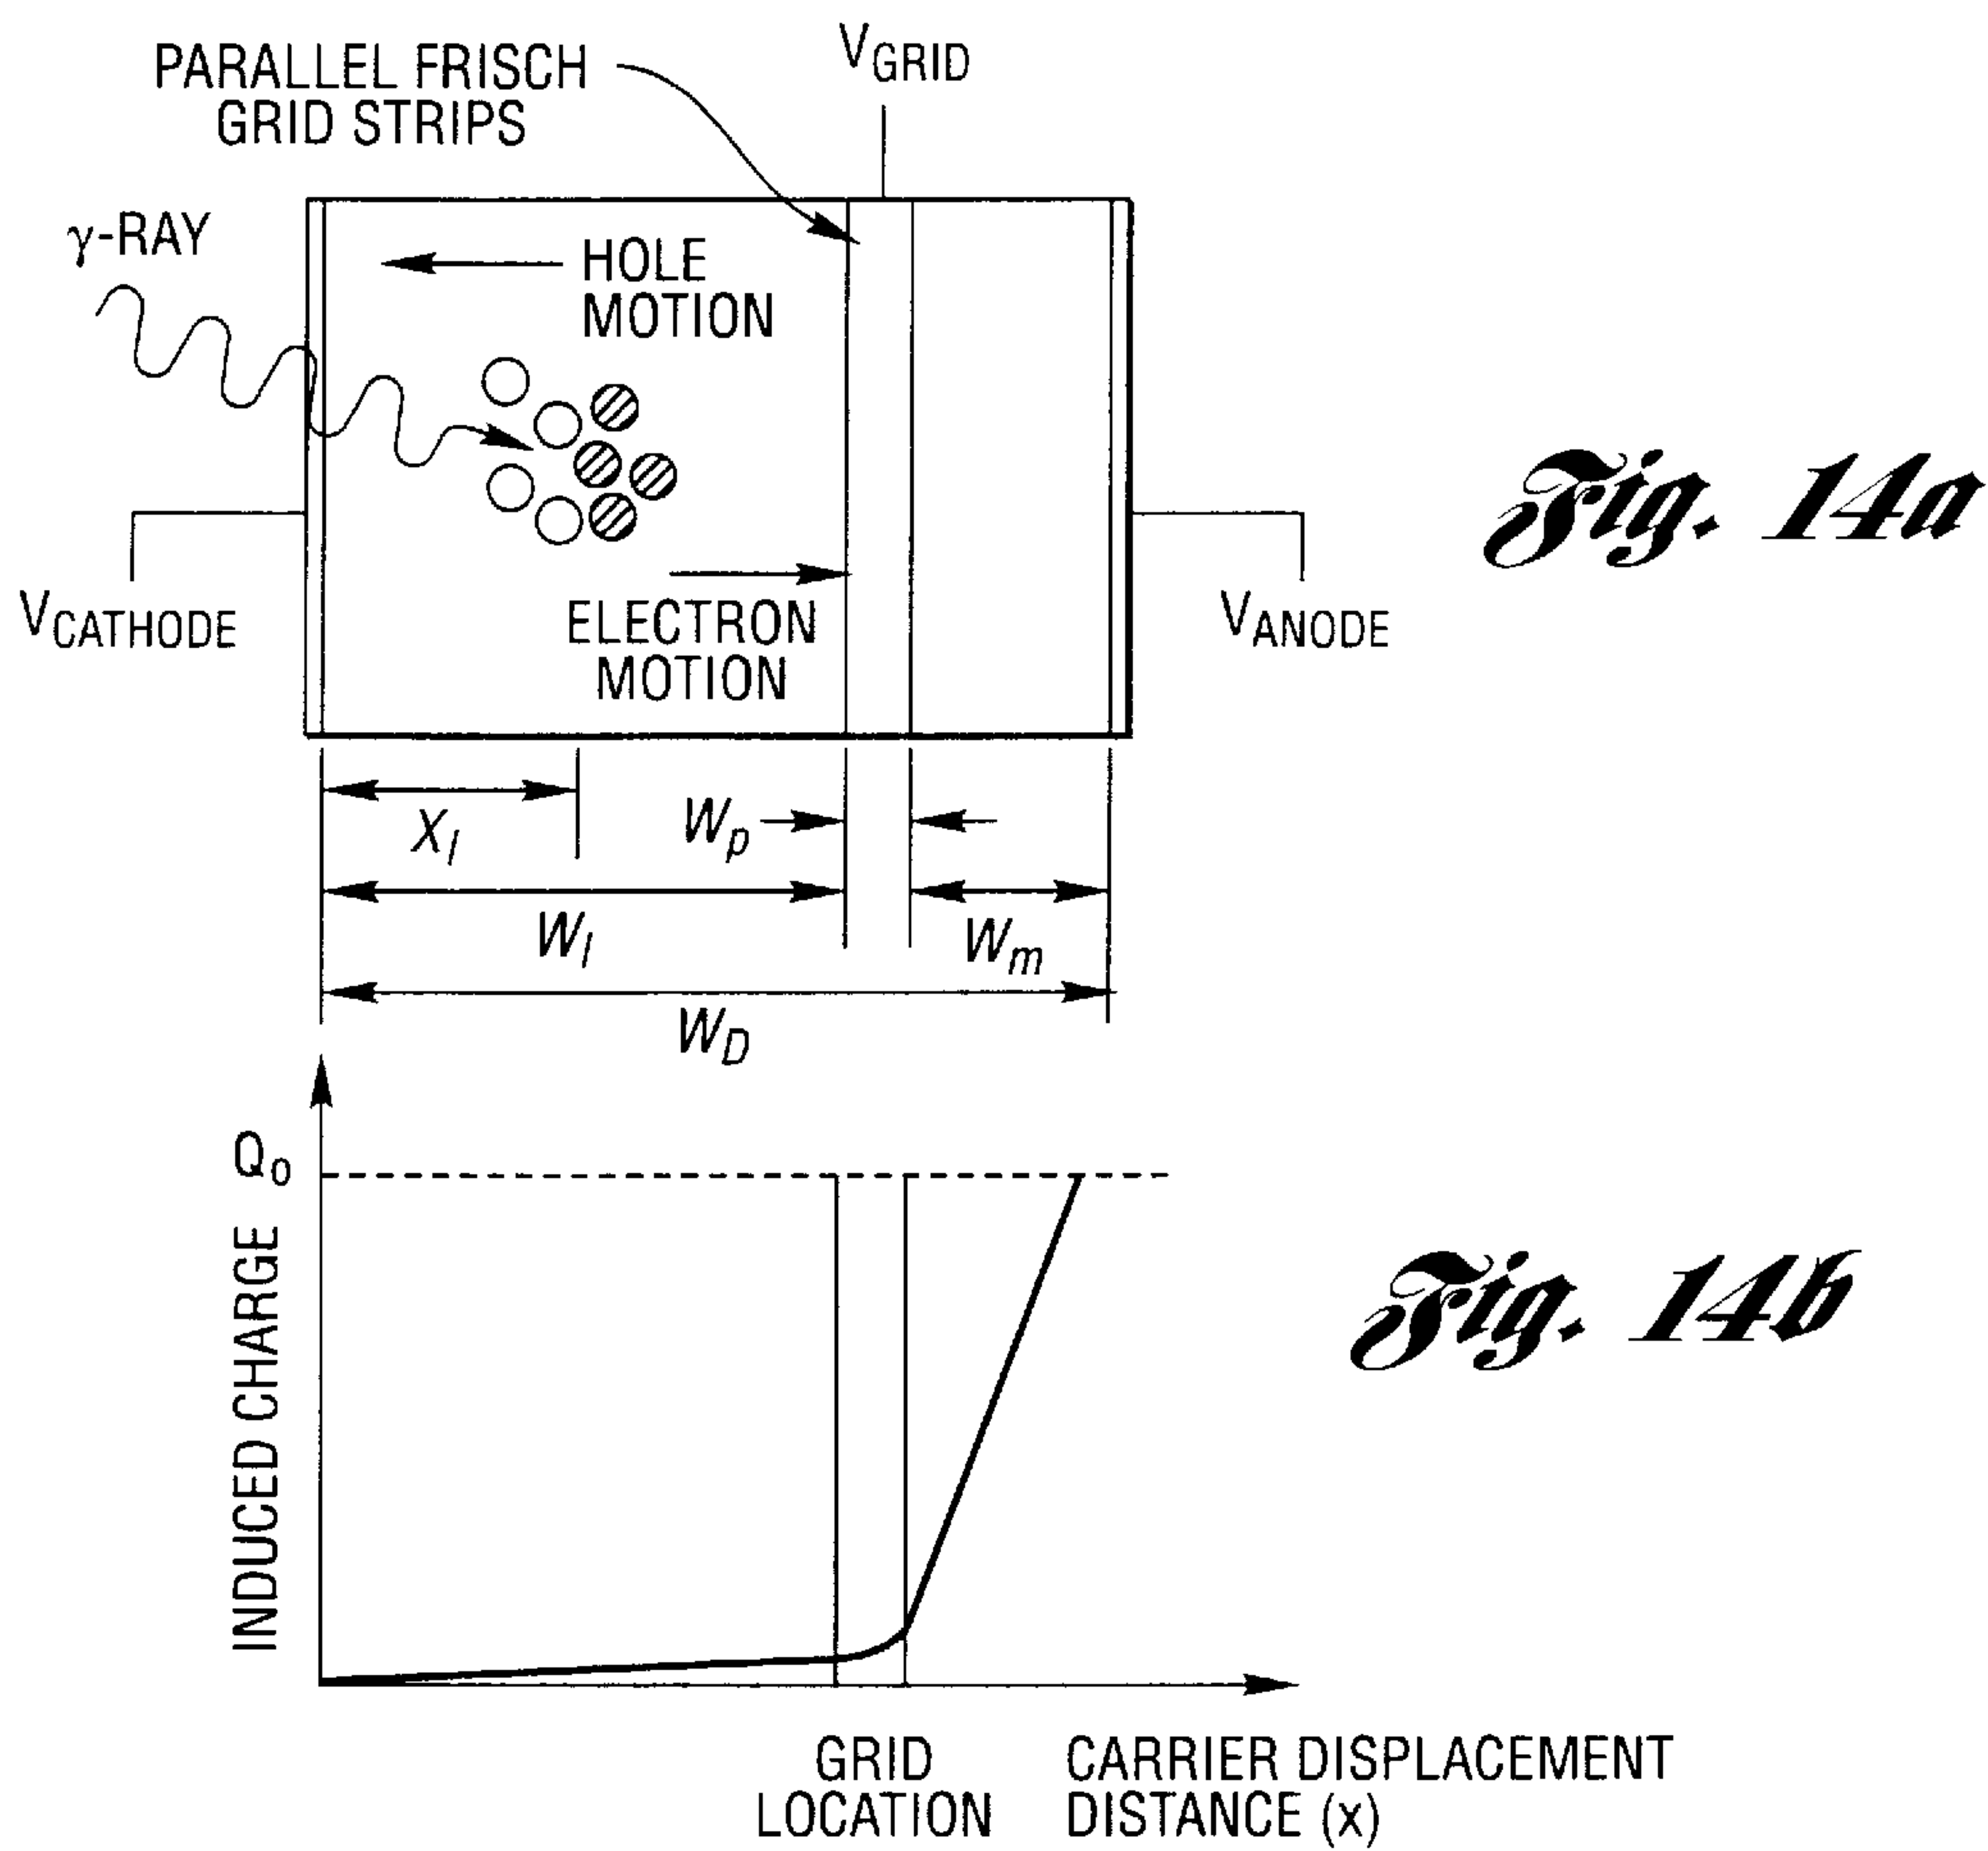 PARALLEL FRISCH
GRID STRIPS
VGRID
γ-RAY
HOLE
MOTION
Fig. 14a
VCATHODE
ELECTRON
MOTION
VANODE
XI
Wp
WI
Wm
WD
Qo
INDUCED CHARGE
Fig. 14b
GRID
LOCATION
CARRIER DISPLACEMENT
DISTANCE (x)